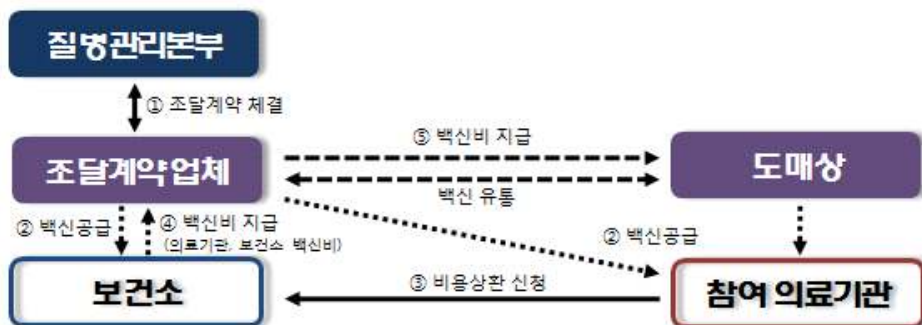 질병관리본부
① 조달계약 체결
⑤ 백신비 지급
조달계약업체
도매상
백신 유통
② 백신공급
④ 백신비 지급
(의료기관, 보건소 백신비)
② 백신공급
③ 비용상환 신청
보건소
참여 의료기관